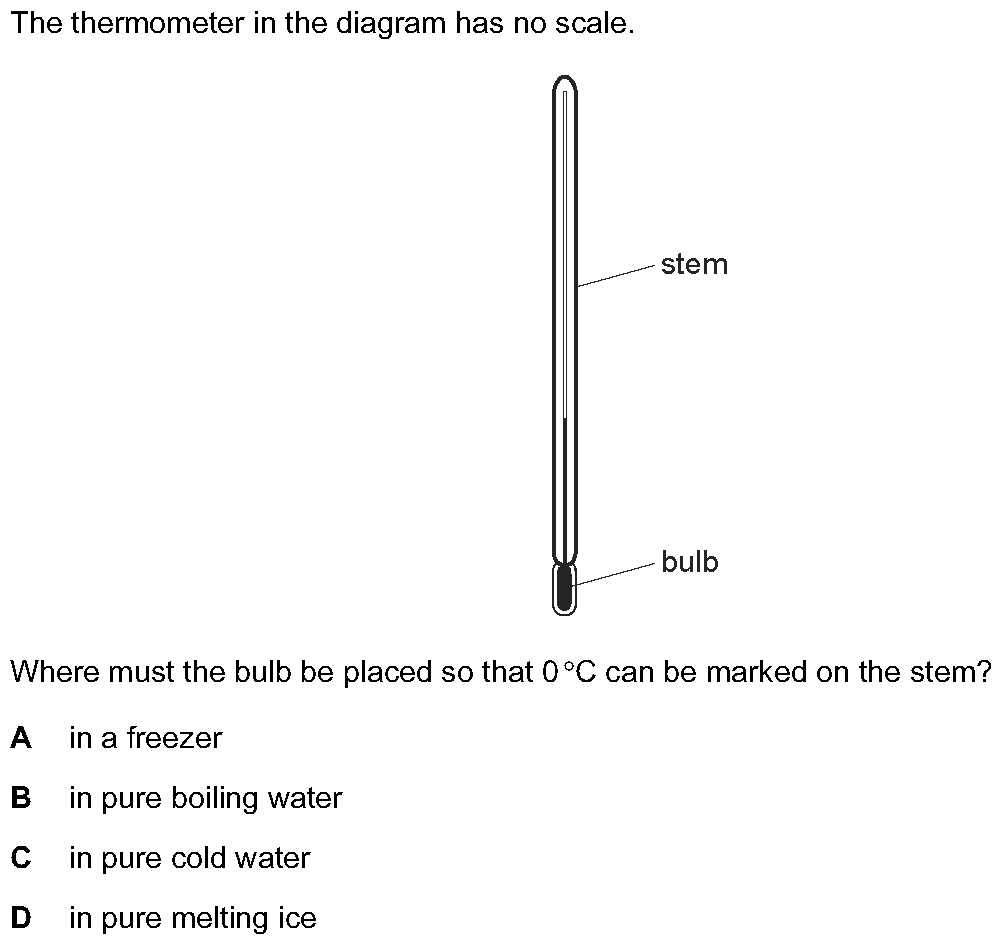 The thermometer in the diagram has no scale.
stem
bulb
Where must the bulb be placed so that 0 °C can be marked on the stem?
A in a freezer
B in pure boiling water
C in pure cold water
D in pure melting ice